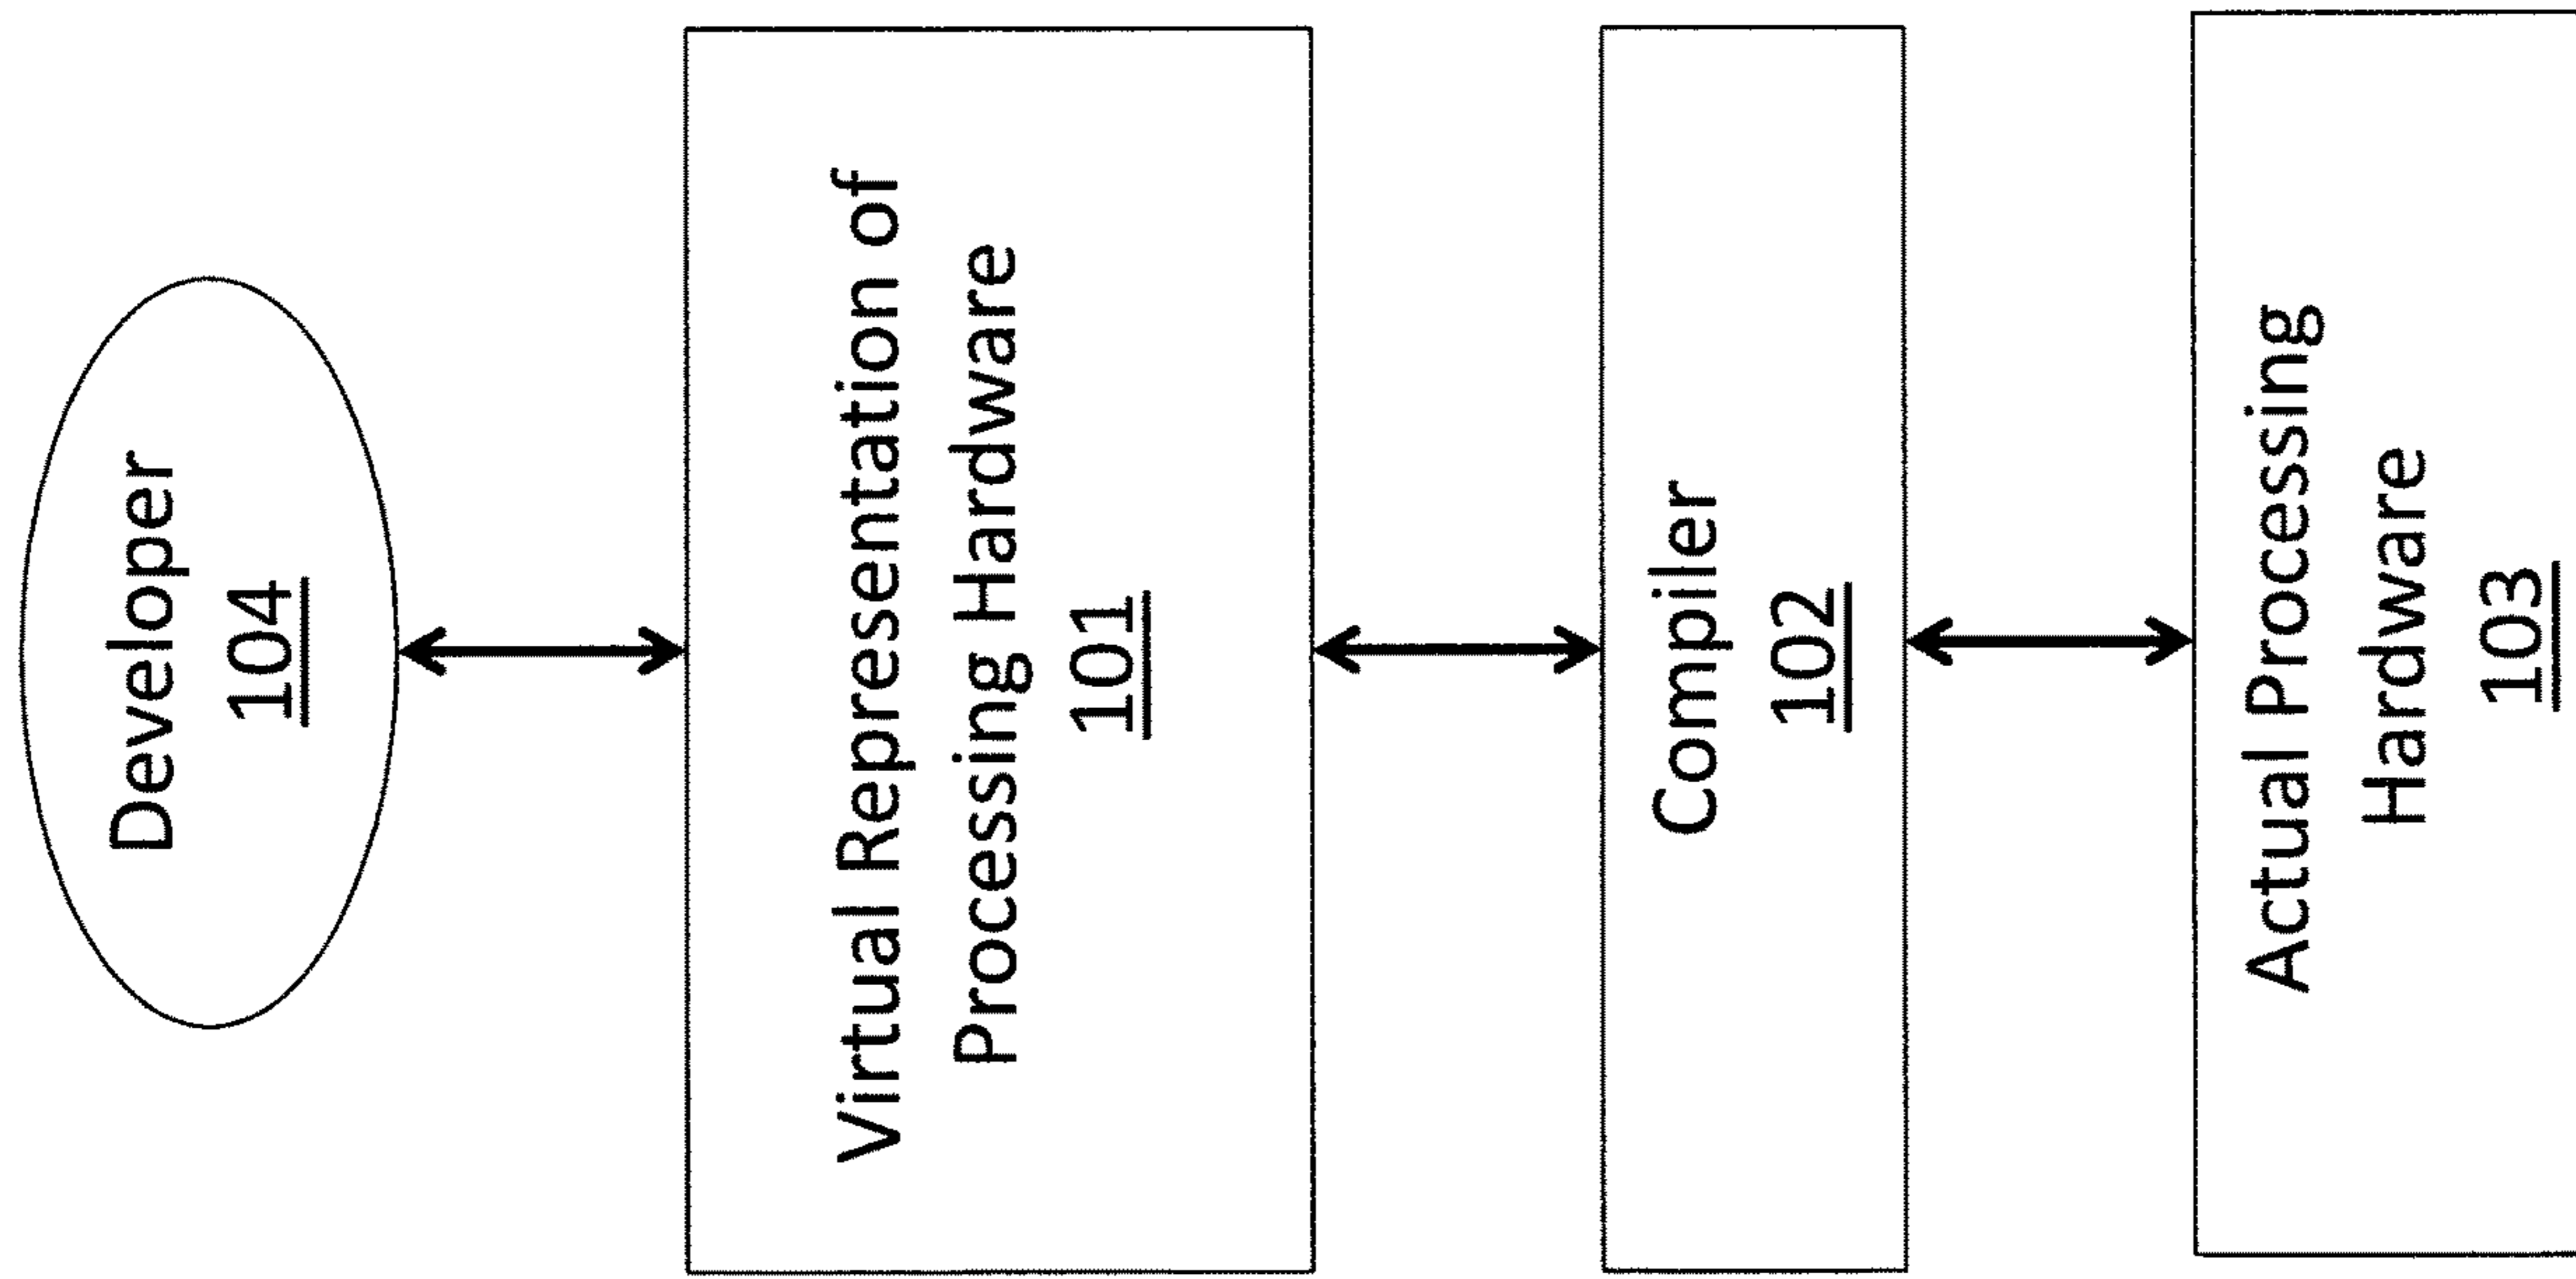 Developer
104
Virtual Representation of
Processing Hardware
101
Compiler
102
Actual Processing
Hardware
103